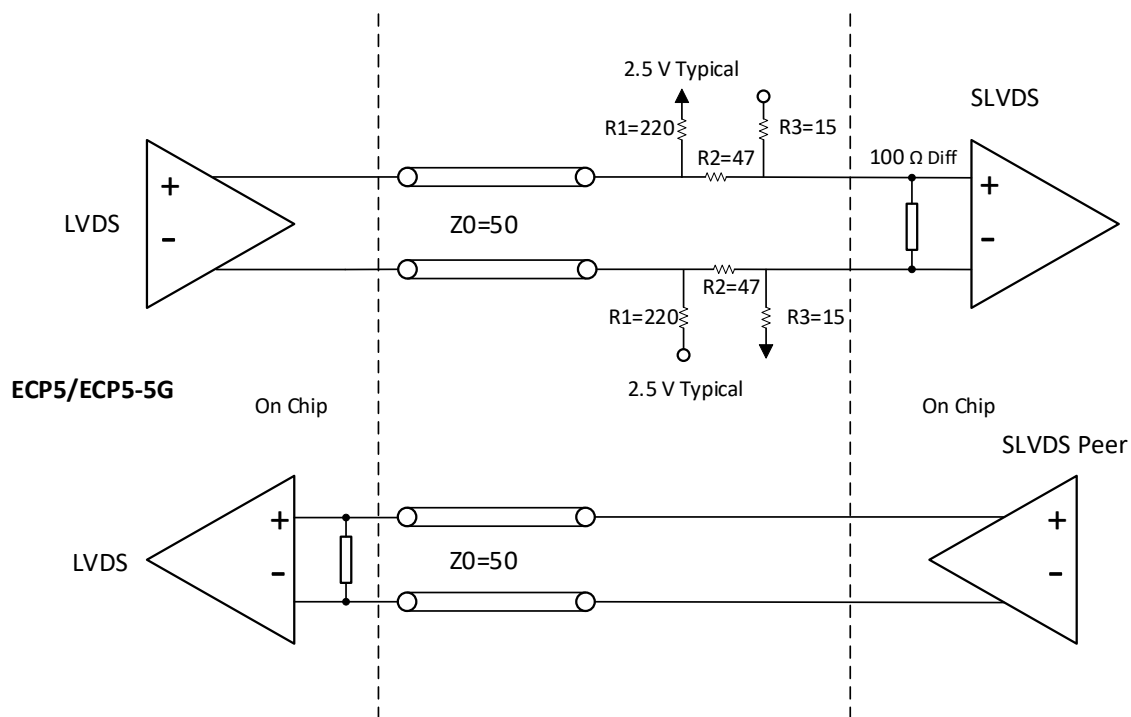 2.5 V Typical
SLVDS
R1=220
R3=15
R2=47
100 Ω Diff
+
+
LVDS
Z0=50
-
-
R2=47
R1=220
R3=15
2.5 V Typical
ECP5/ECP5-5G
On Chip
On Chip
SLVDS Peer
+
+
LVDS
Z0=50
-
-